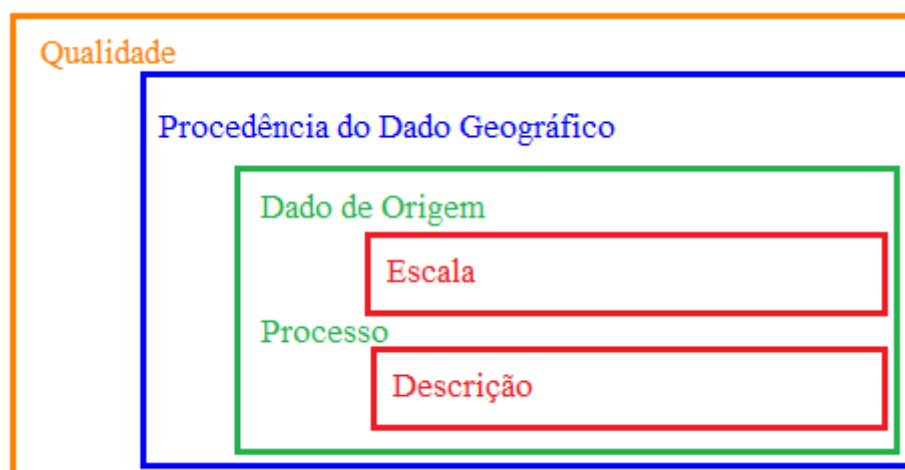 Qualidade
Procedência do Dado Geográfico
Dado de Origem
Escala
Processo
Descrição